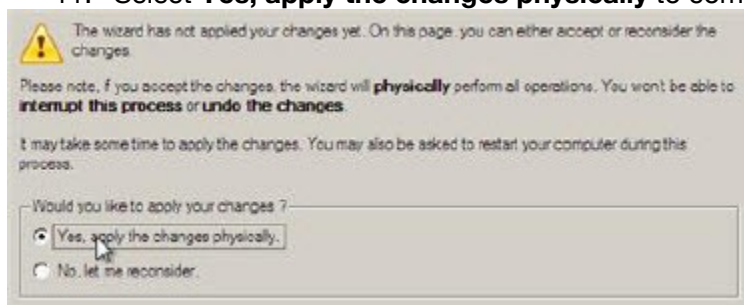 Select Yes, apply the changes physically to com
The wizard has not applied your changes yet. On this page, you can either accept or reconsider the
changes.
Please note, if you accept the changes, the wizard will physically perform all operations. You won't be able to
interrupt this process or undo the changes.
It may take some time to apply the changes. You may also be asked to restart your computer during this
process.
Would you like to apply your changes ?
Yes, apply the changes physically.
No, let me reconsider.